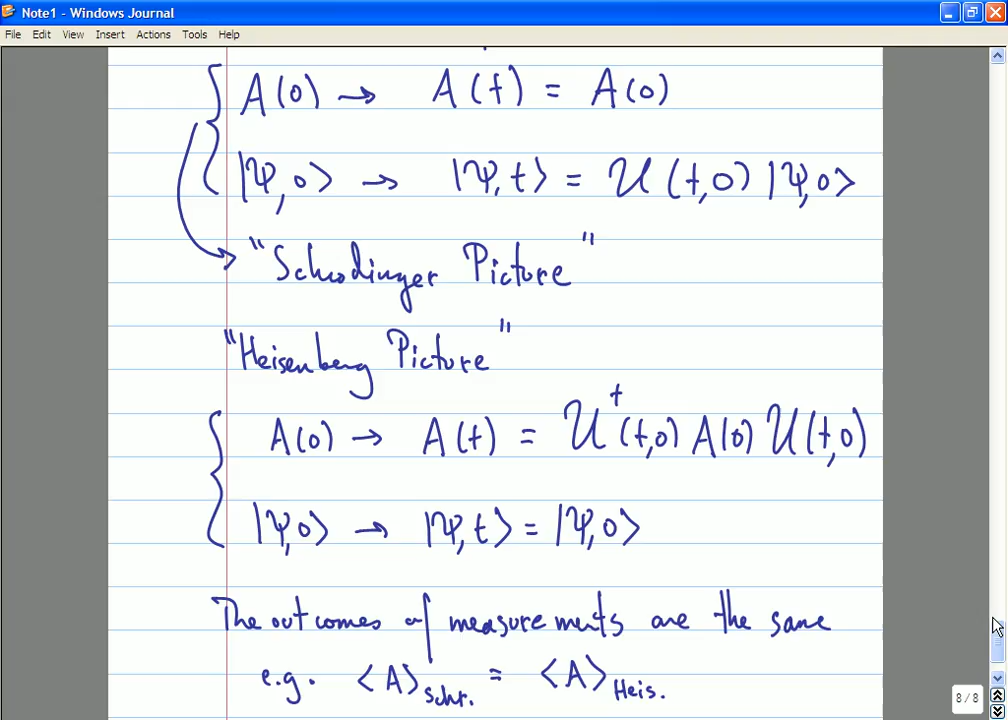 Note1 - Windows Journal
File Edit View Insert Actions Tools Help
A(0) → A(t) = A(0)
|Ψ,0⟩ → |Ψ,t⟩ = U(t,0) |Ψ,0⟩
"Schrodinger Picture"
"Heisenberg Picture"
A(0) → A(t) = U†(t,0) A(0) U(t,0)
|Ψ,0⟩ → |Ψ,t⟩ = |Ψ,0⟩
The outcomes of measurements are the same
e.g. ⟨A⟩Schr. = ⟨A⟩Heis.
8/8